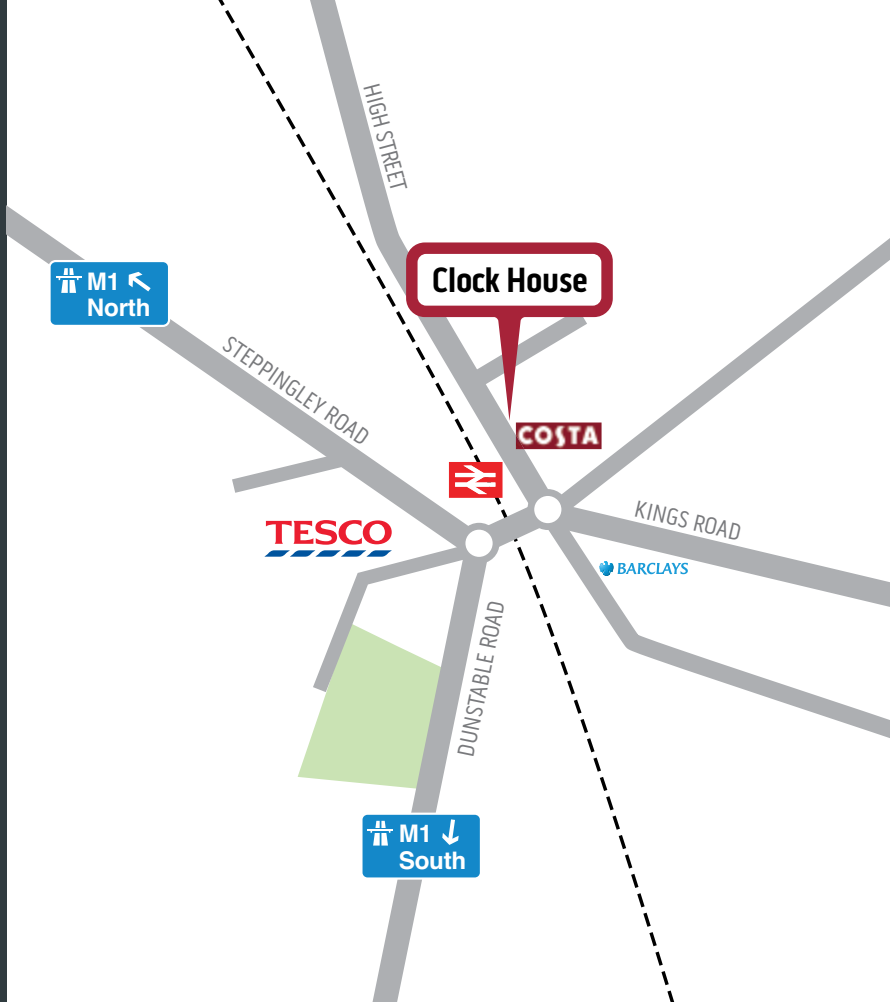 HIGH STREET
Clock House
M1
North
STEPPINGLEY ROAD
COSTA
KINGS ROAD
TESCO
BARCLAYS
DUNSTABLE ROAD
M1
South